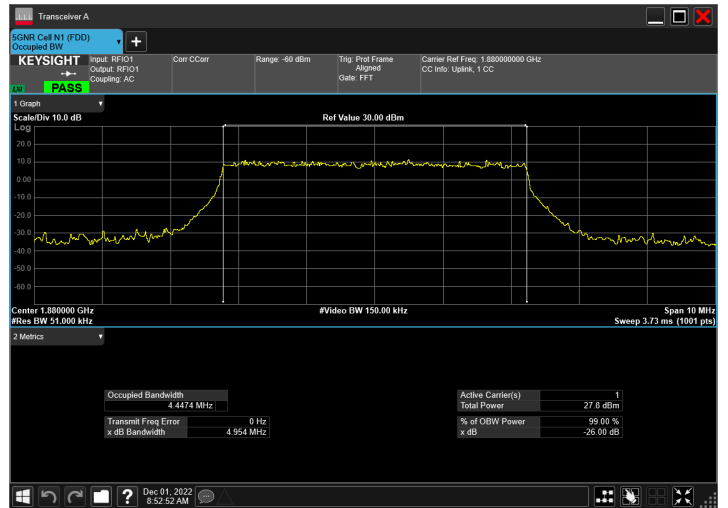 Transceiver A
5GNR Cell N1 (FDD)
Occupied BW
KEYSIGHT
LXI
PASS
Input: RFIO1
Output: RFIO1
Coupling: AC
Corr CCorr
Range: -60 dBm
Trig: Prot Frame
Aligned
Gate: FFT
Carrier Ref Freq: 1.880000000 GHz
CC Info: Uplink, 1 CC
1 Graph
Scale/Div 10.0 dB
Ref Value 30.00 dBm
Log
20.0
10.0
0.00
-10.0
-20.0
-30.0
-40.0
-50.0
-60.0
Center 1.880000 GHz
#Video BW 150.00 kHz
Span 10 MHz
#Res BW 51.000 kHz
Sweep 3.73 ms (1001 pts)
2 Metrics
Occupied Bandwidth
4.4474 MHz
Transmit Freq Error 0 Hz
x dB Bandwidth 4.954 MHz
Active Carrier(s) 1
Total Power 27.8 dBm
% of OBW Power 99.00 %
x dB -26.00 dB
Dec 01, 2022
8:52:52 AM